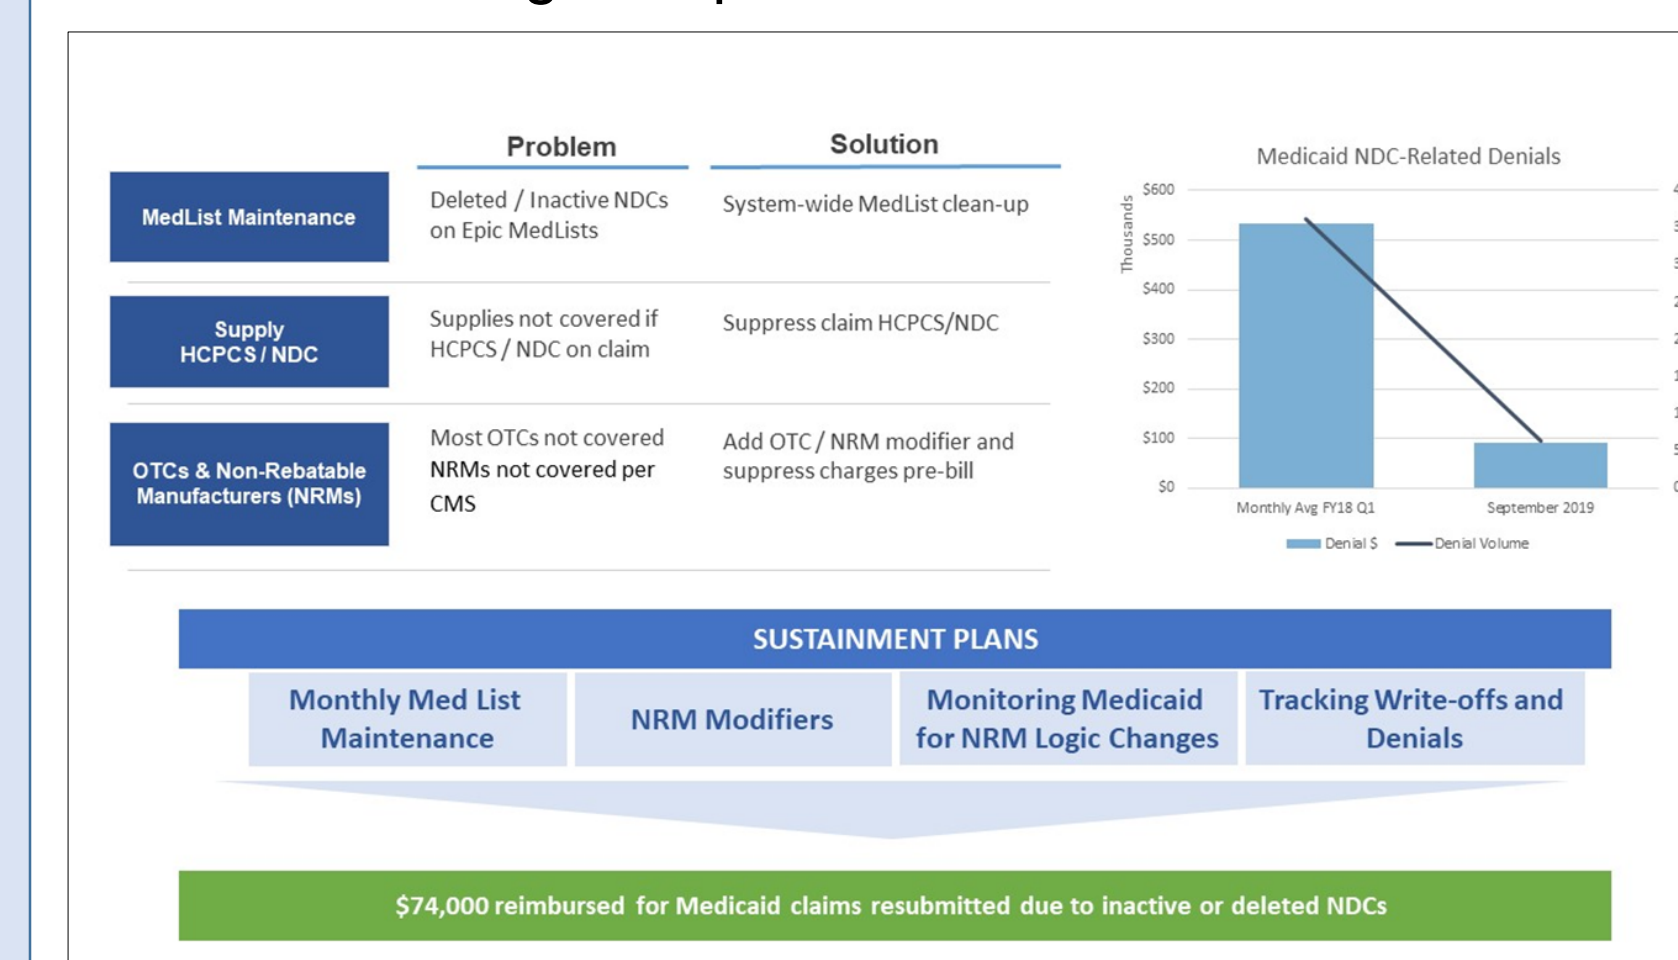 Problem
Solution
MedList Maintenance
Deleted / Inactive NDCs
on Epic MedLists
System-wide MedList clean-up
Supply
HCPCS / NDC
Supplies not covered if
HCPCS / NDC on claim
Suppress claim HCPCS/NDC
OTCs & Non-Rebatable
Manufacturers (NRMs)
Most OTCs not covered
NRMs not covered per
CMS
Add OTC / NRM modifier and
suppress charges pre-bill
Medicaid NDC-Related Denials
Thousands
$600
$500
$400
$300
$200
$100
$0
Monthly Avg FY18 Q1
September 2019
Denial $
Denial Volume
SUSTAINMENT PLANS
Monthly Med List
Maintenance
NRM Modifiers
Monitoring Medicaid
for NRM Logic Changes
Tracking Write-offs and
Denials
$74,000 reimbursed for Medicaid claims resubmitted due to inactive or deleted NDCs